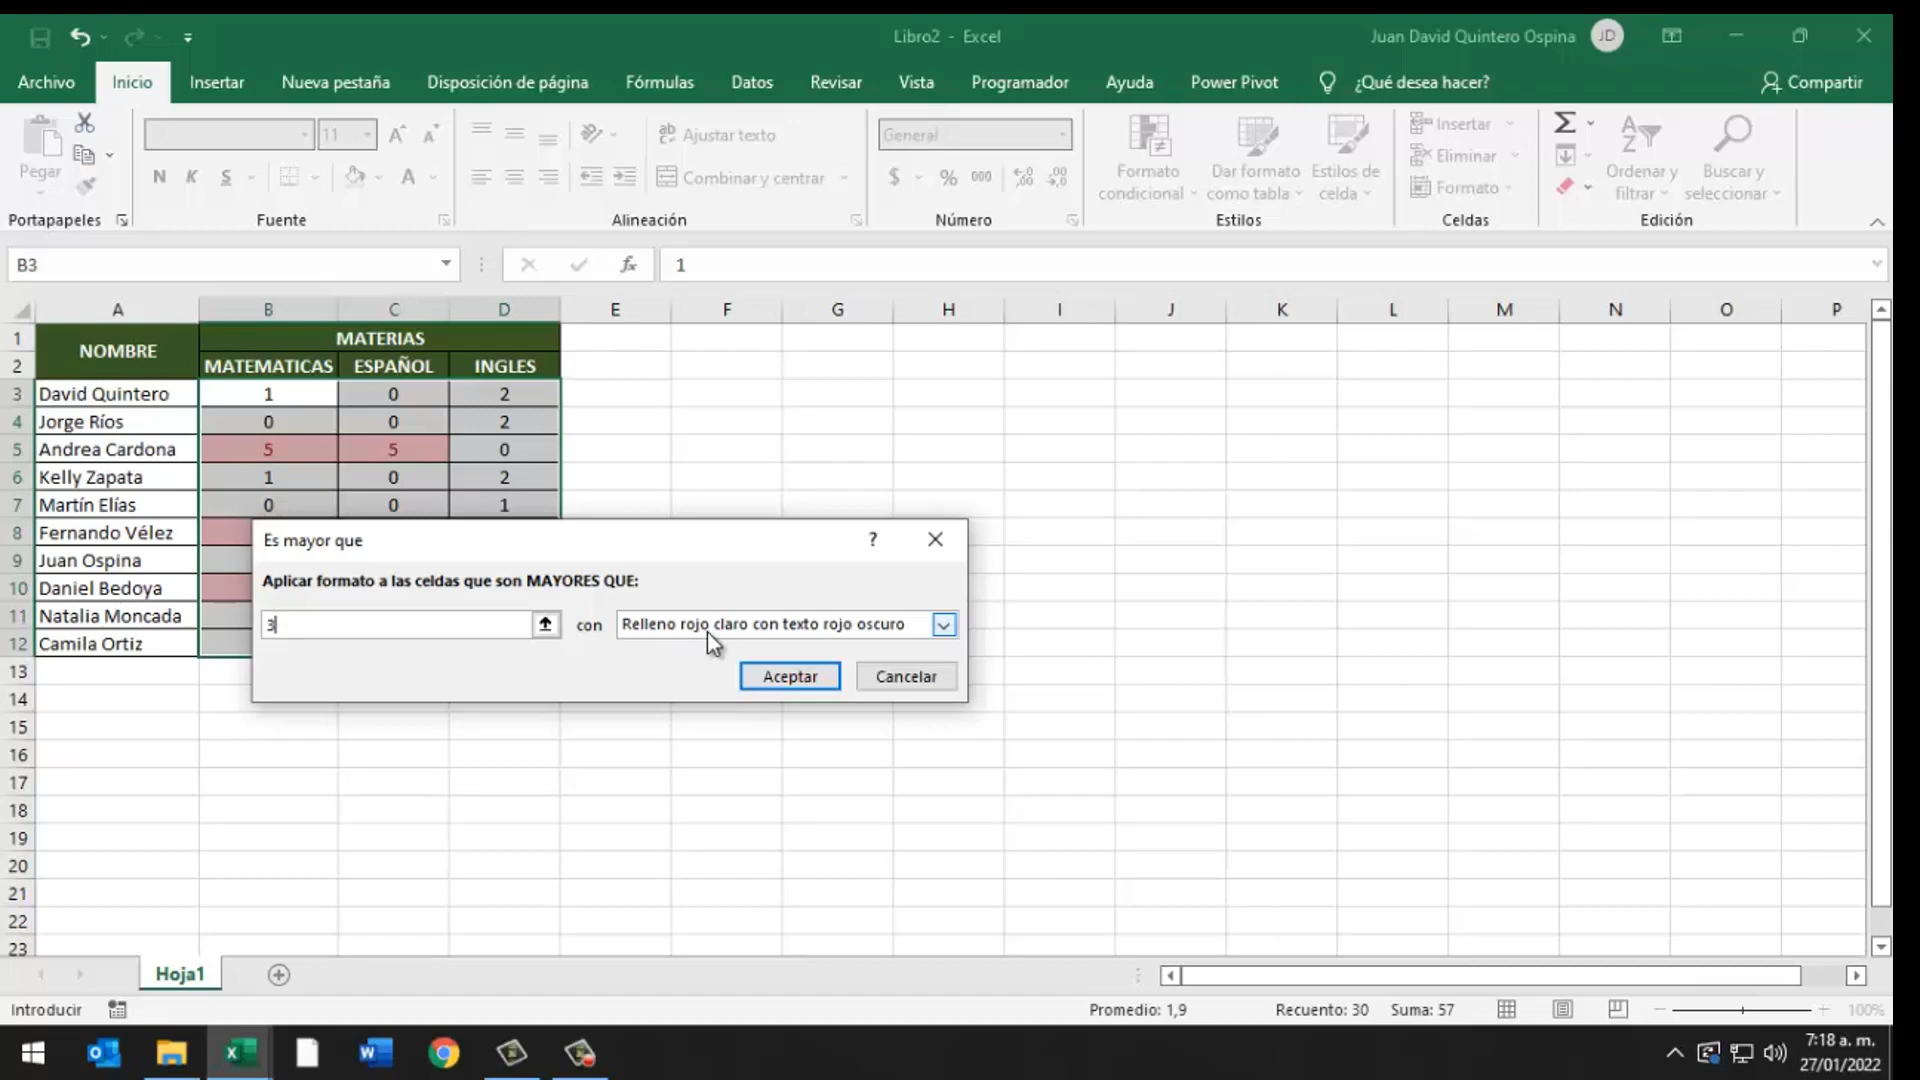 Libro2 - Excel
Juan David Quintero Ospina JD
Archivo Inicio Insertar Nueva pestaña Disposición de página Fórmulas Datos Revisar Vista Programador Ayuda Power Pivot ¿Qué desea hacer? Compartir
Pegar
11
Ajustar texto
General
N K S A
Combinar y centrar
$ % 000
Formato condicional
Dar formato como tabla
Estilos de celda
Insertar
Eliminar
Formato
Ordenar y filtrar
Buscar y seleccionar
Portapapeles Fuente Alineación Número Estilos Celdas Edición
B3 fx 1
A B C D E F G H I J K L M N O P
1 NOMBRE MATERIAS
2 MATEMATICAS ESPAÑOL INGLES
3 David Quintero 1 0 2
4 Jorge Ríos 0 0 2
5 Andrea Cardona 5 5 0
6 Kelly Zapata 1 0 2
7 Martín Elías 0 0 1
8 Fernando Vélez
9 Juan Ospina
10 Daniel Bedoya
11 Natalia Moncada
12 Camila Ortiz
13
14
15
16
17
18
19
20
21
22
23
Es mayor que ?
Aplicar formato a las celdas que son MAYORES QUE:
3 con Relleno rojo claro con texto rojo oscuro
Aceptar Cancelar
Hoja1
Introducir Promedio: 1,9 Recuento: 30 Suma: 57 100%
7:18 a. m.
27/01/2022